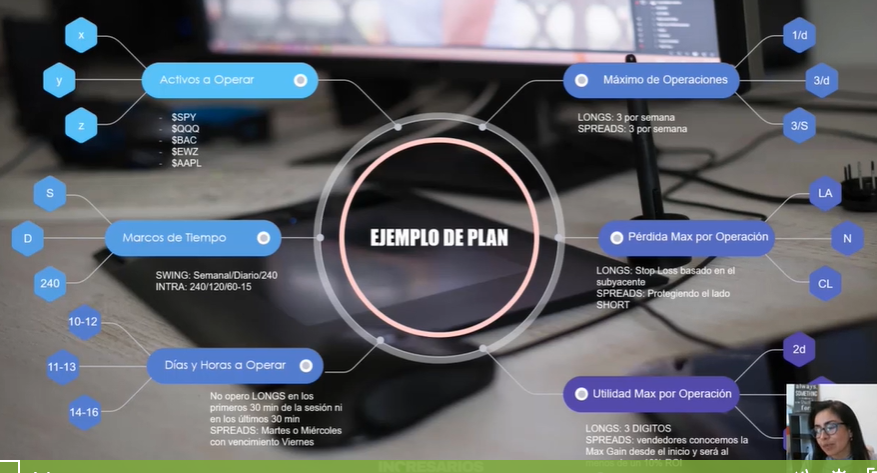 x
y
z
Activos a Operar
- $SPY
- $QQQ
- $BAC
- $EWZ
- $AAPL
S
D
240
Marcos de Tiempo
SWING: Semanal/Diario/240
INTRA: 240/120/60-15
10-12
11-13
14-16
Días y Horas a Operar
No opero LONGS en los
primeros 30 min de la sesión ni
en los últimos 30 min
SPREADS: Martes o Miércoles
con vencimiento Viernes
EJEMPLO DE PLAN
Máximo de Operaciones
1/d
3/d
3/S
LONGS: 3 por semana
SPREADS: 3 por semana
Pérdida Max por Operación
LA
N
CL
LONGS: Stop Loss basado en el
subyacente
SPREADS: Protegiendo el lado
SHORT
Utilidad Max por Operación
2d
LONGS: 3 DIGITOS
SPREADS: vendedores conocemos la
Max Gain desde el inicio y será al
INGRESARIOS
always
SOMETHING